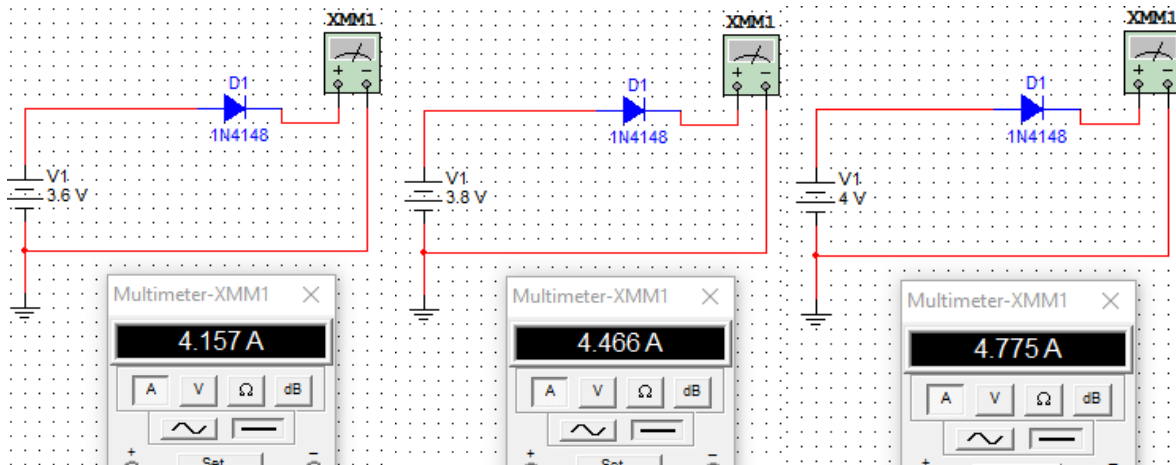 XMM1
+ −
D1
1N4148
V1
3.6 V
Multimeter-XMM1
4.157 A
A V Ω dB
+ Set... −
XMM1
+ −
D1
1N4148
V1
3.8 V
Multimeter-XMM1
4.466 A
A V Ω dB
+ −
XMM1
+ −
D1
1N4148
V1
4 V
Multimeter-XMM1
4.775 A
A V Ω dB
+ −